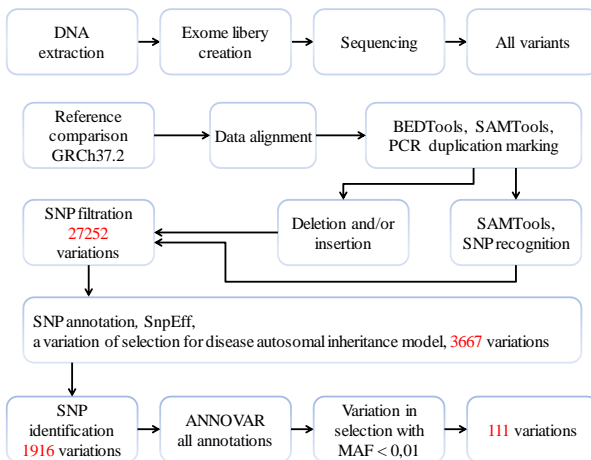 DNA
extraction
Exome libery
creation
Sequencing
All variants
Reference
comparison
GRCh37.2
Data alignment
BEDTools, SAMTools,
PCR duplication marking
SNP filtration
27252
variations
Deletion and/or
insertion
SAMTools,
SNP recognition
SNP annotation, SnpEff,
a variation of selection for disease autosomal inheritance model, 3667 variations
SNP
identification
1916 variations
ANNOVAR
all annotations
Variation in
selection with
MAF < 0,01
111 variations